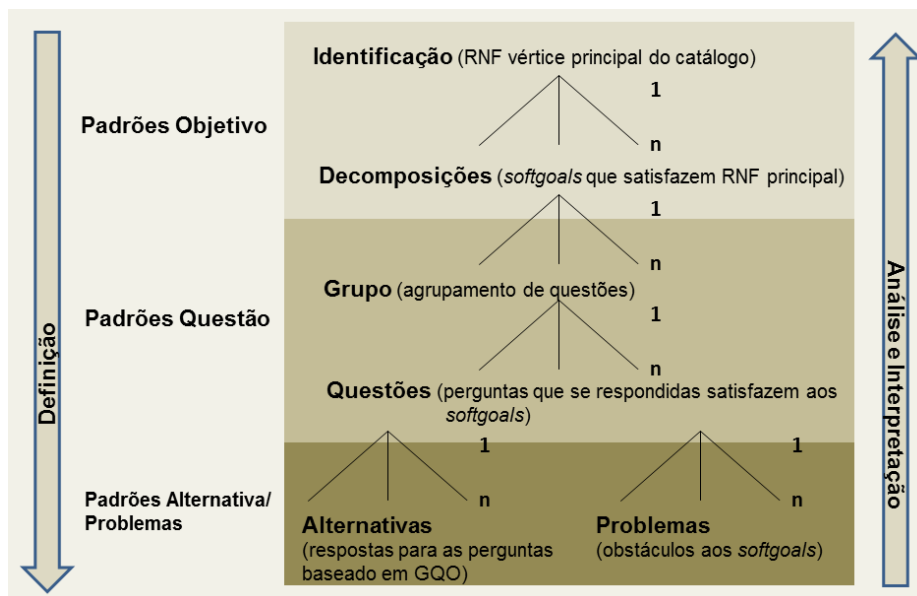 Identificação (RNF vértice principal do catálogo)
1
Padrões Objetivo
n
Decomposições (softgoals que satisfazem RNF principal)
1
n
Grupo (agrupamento de questões)
1
Padrões Questão
n
Questões (perguntas que se respondidas satisfazem aos
softgoals)
1
1
Padrões Alternativa/
Problemas
n
n
Alternativas
(respostas para as perguntas
baseado em GQO)
Problemas
(obstáculos aos softgoals)
Definição
Análise e Interpretação